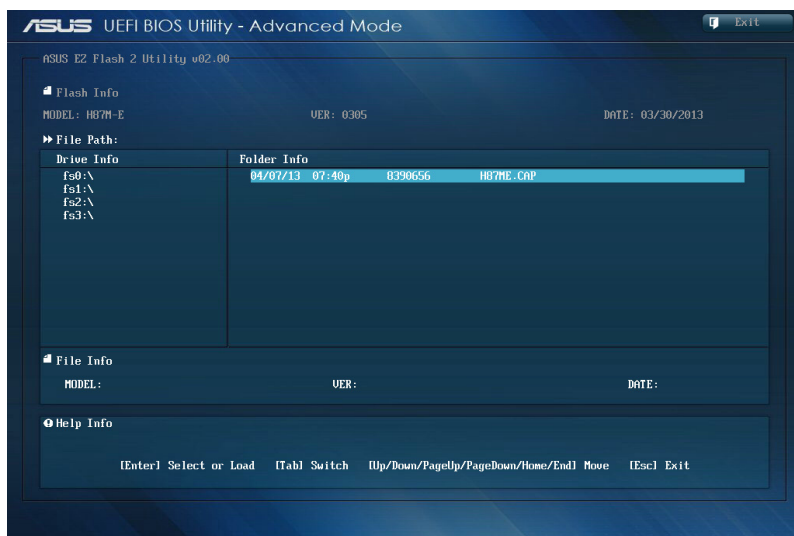 ASUS UEFI BIOS Utility - Advanced Mode Exit
ASUS EZ Flash 2 Utility v02.00
Flash Info
MODEL: H87M-E VER: 0305 DATE: 03/30/2013
File Path:
Drive Info Folder Info
fs0:\ 04/07/13 07:40p 8390656 H87ME.CAP
fs1:\
fs2:\
fs3:\
File Info
MODEL: VER: DATE:
Help Info
[Enter] Select or Load [Tab] Switch [Up/Down/PageUp/PageDown/Home/End] Move [Esc] Exit